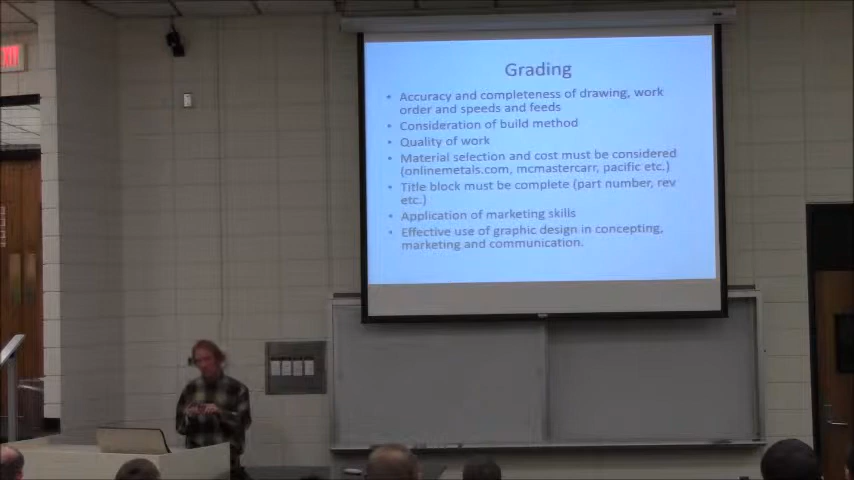 EXIT
Grading
• Accuracy and completeness of drawing, work
order and speeds and feeds
• Consideration of build method
• Quality of work
• Material selection and cost must be considered
(onlinemetals.com, mcmastercarr, pacific etc.)
• Title block must be complete (part number, rev
etc.)
• Application of marketing skills
• Effective use of graphic design in concepting,
marketing and communication.